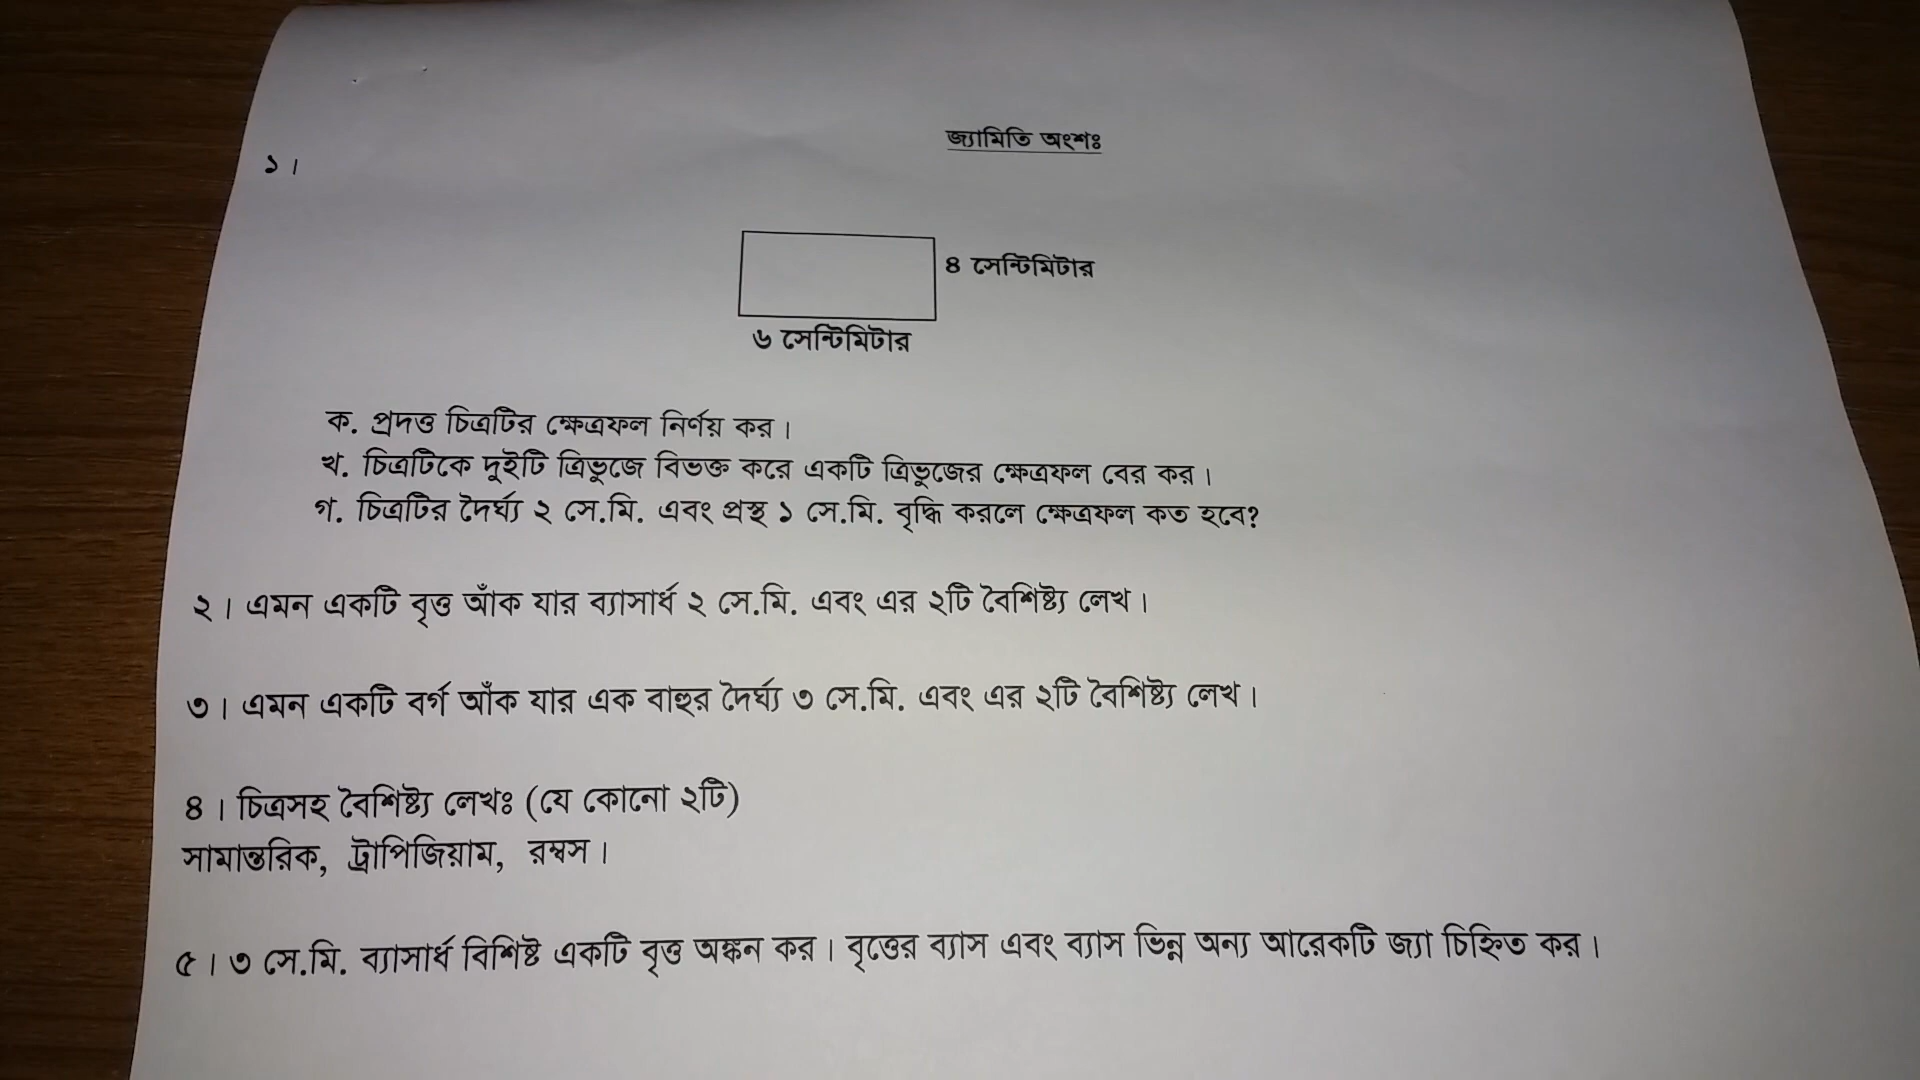 জ্যামিতি অংশঃ
১।
৪ সেন্টিমিটার
৬ সেন্টিমিটার
ক. প্রদত্ত চিত্রটির ক্ষেত্রফল নির্ণয় কর।
খ. চিত্রটিকে দুইটি ত্রিভুজে বিভক্ত করে একটি ত্রিভুজের ক্ষেত্রফল বের কর।
গ. চিত্রটির দৈর্ঘ্য ২ সে.মি. এবং প্রস্থ ১ সে.মি. বৃদ্ধি করলে ক্ষেত্রফল কত হবে?
২। এমন একটি বৃত্ত আঁক যার ব্যাসার্ধ ২ সে.মি. এবং এর ২টি বৈশিষ্ট্য লেখ।
৩। এমন একটি বর্গ আঁক যার এক বাহুর দৈর্ঘ্য ৩ সে.মি. এবং এর ২টি বৈশিষ্ট্য লেখ।
৪। চিত্রসহ বৈশিষ্ট্য লেখঃ (যে কোনো ২টি)
সামান্তরিক, ট্রাপিজিয়াম, রম্বস।
৫। ৩ সে.মি. ব্যাসার্ধ বিশিষ্ট একটি বৃত্ত অঙ্কন কর। বৃত্তের ব্যাস এবং ব্যাস ভিন্ন অন্য আরেকটি জ্যা চিহ্নিত কর।